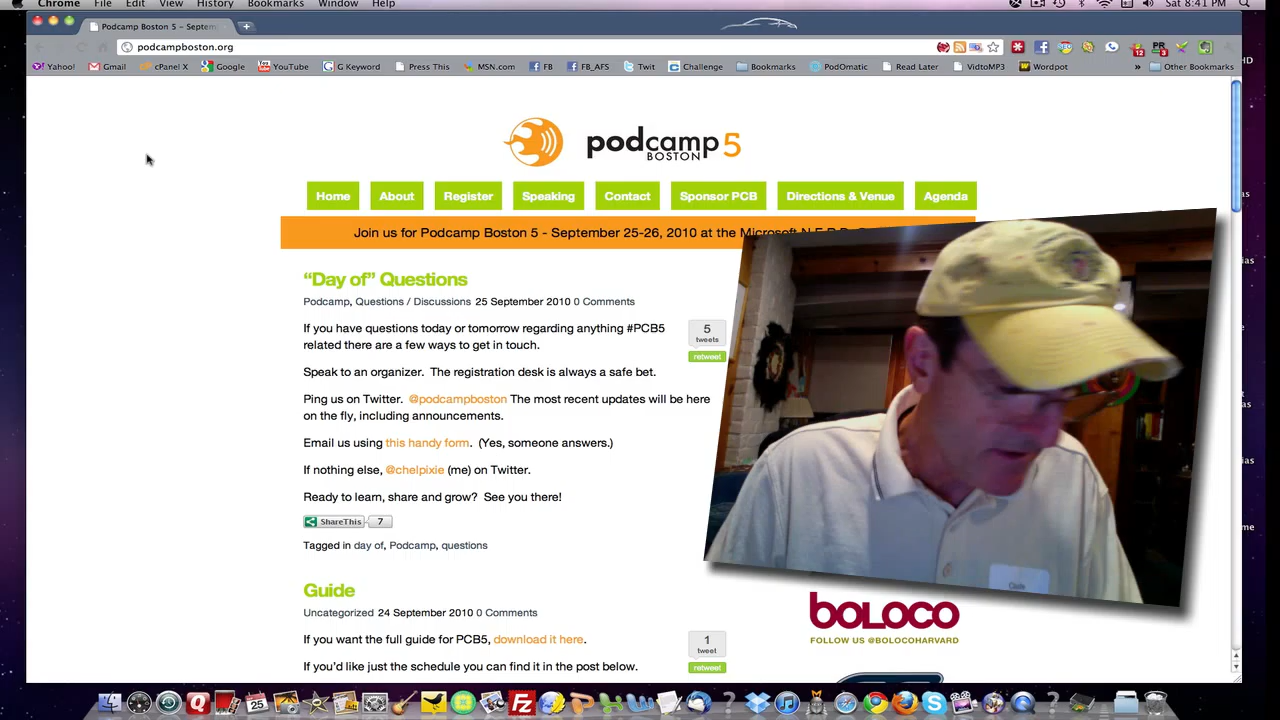 Chrome File Edit View History Bookmarks Window Help
Sat 8:41 PM
Podcamp Boston 5 – Septem
podcampboston.org
Yahoo! Gmail cPanel X Google YouTube G Keyword Press This MSN.com FB FB_AFS Twit Challenge Bookmarks PodOmatic Read Later VidtoMP3 Wordpot » Other Bookmarks
podcamp 5
BOSTON
Home About Register Speaking Contact Sponsor PCB Directions & Venue Agenda
Join us for Podcamp Boston 5 - September 25-26, 2010 at the Microsoft
“Day of” Questions
Podcamp, Questions / Discussions 25 September 2010 0 Comments
If you have questions today or tomorrow regarding anything #PCB5
related there are a few ways to get in touch.
5
tweets
retweet
Speak to an organizer. The registration desk is always a safe bet.
Ping us on Twitter. @podcampboston The most recent updates will be here
on the fly, including announcements.
Email us using this handy form. (Yes, someone answers.)
If nothing else, @chelpixie (me) on Twitter.
Ready to learn, share and grow? See you there!
ShareThis 7
Tagged in day of, Podcamp, questions
Guide
Uncategorized 24 September 2010 0 Comments
If you want the full guide for PCB5, download it here.
1
tweet
retweet
If you’d like just the schedule you can find it in the post below.
boloco
FOLLOW US @BOLOCOHARVARD